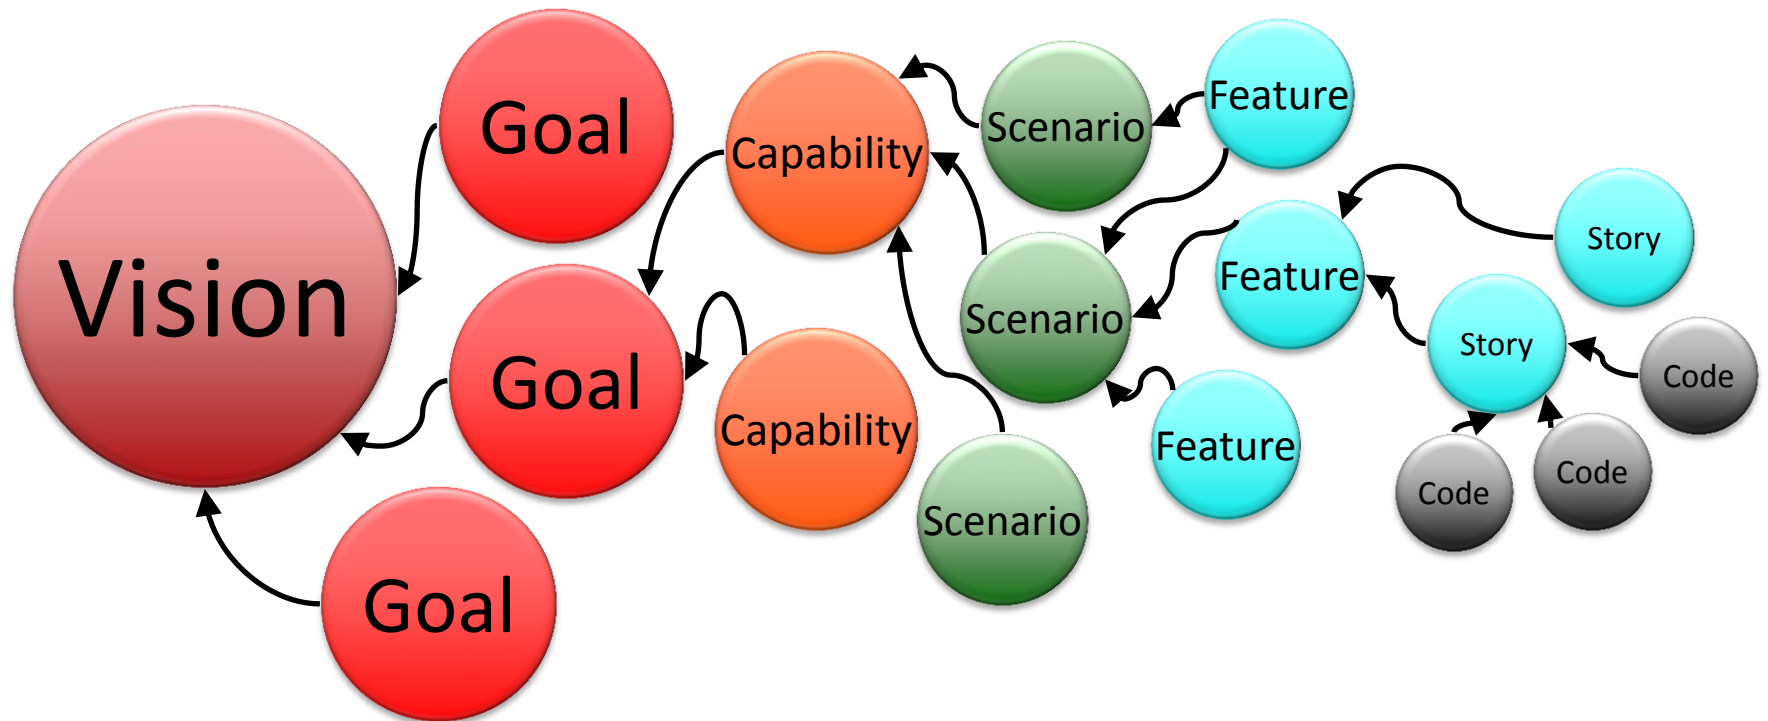 Vision
Goal
Goal
Goal
Capability
Capability
Scenario
Scenario
Scenario
Feature
Feature
Feature
Story
Story
Code
Code
Code